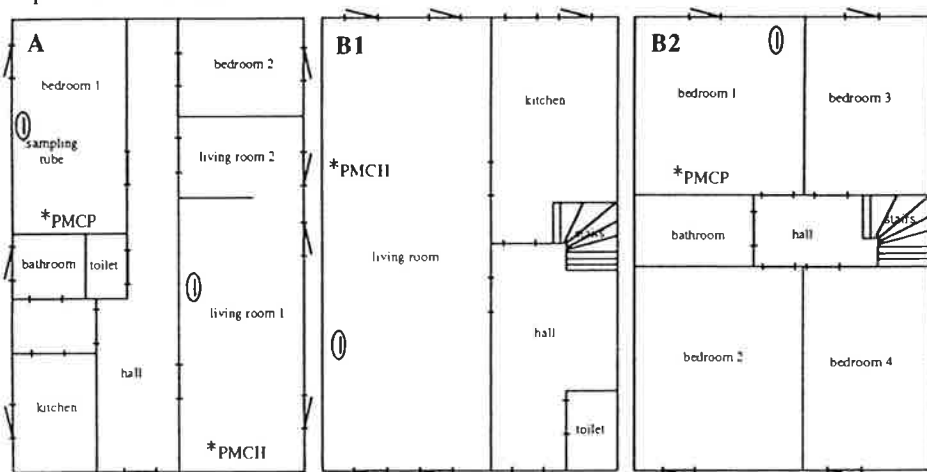 A
bedroom 1
bedroom 2
sampling
tube
living room 2
*PMCP
bathroom
toilet
living room 1
hall
kitchen
*PMCH
B1
kitchen
*PMCH
stairs
living room
hall
toilet
B2
bedroom 1
bedroom 3
*PMCP
stairs
bathroom
hall
bedroom 2
bedroom 4